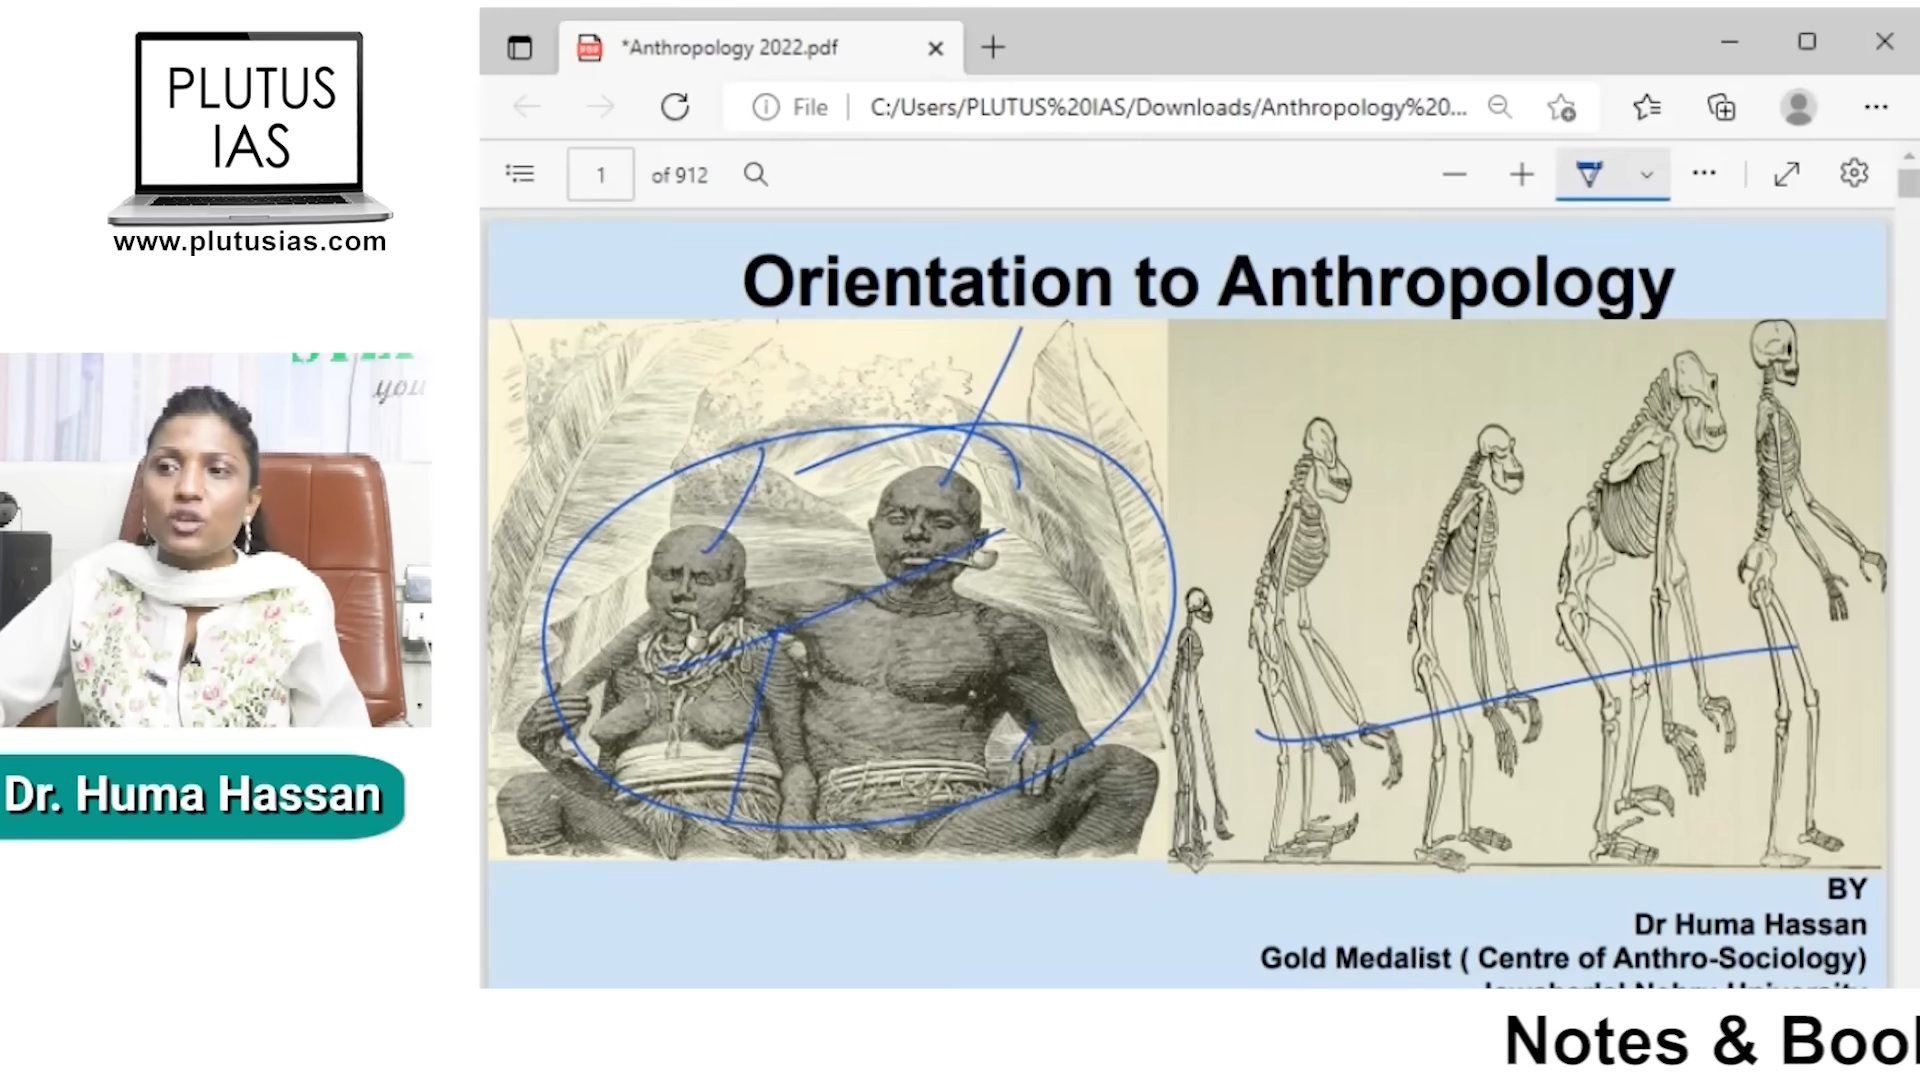 PLUTUS
IAS
www.plutusias.com
you
Dr. Huma Hassan
*Anthropology 2022.pdf
File
C:/Users/PLUTUS%20IAS/Downloads/Anthropology%20...
1 of 912
Orientation to Anthropology
BY
Dr Huma Hassan
Gold Medalist ( Centre of Anthro-Sociology)
Notes &